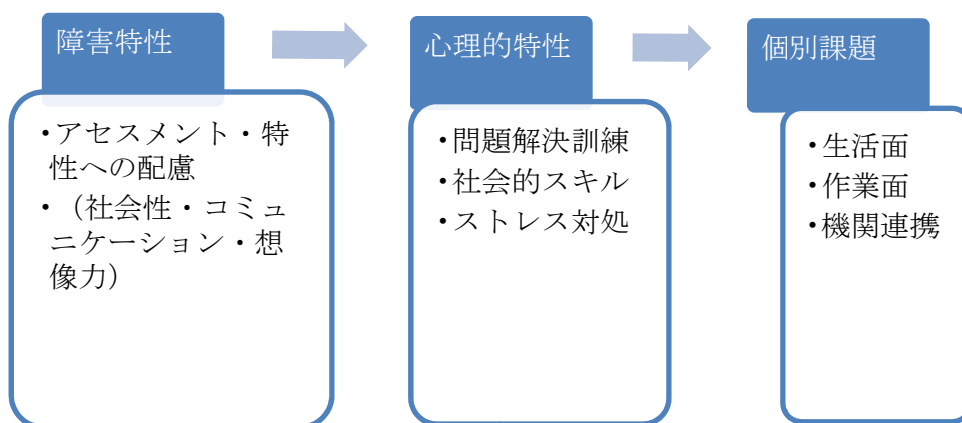 障害特性
・アセスメント・特
性への配慮
・（社会性・コミュ
ニケーション・想
像力）
心理的特性
・問題解決訓練
・社会的スキル
・ストレス対処
個別課題
・生活面
・作業面
・機関連携